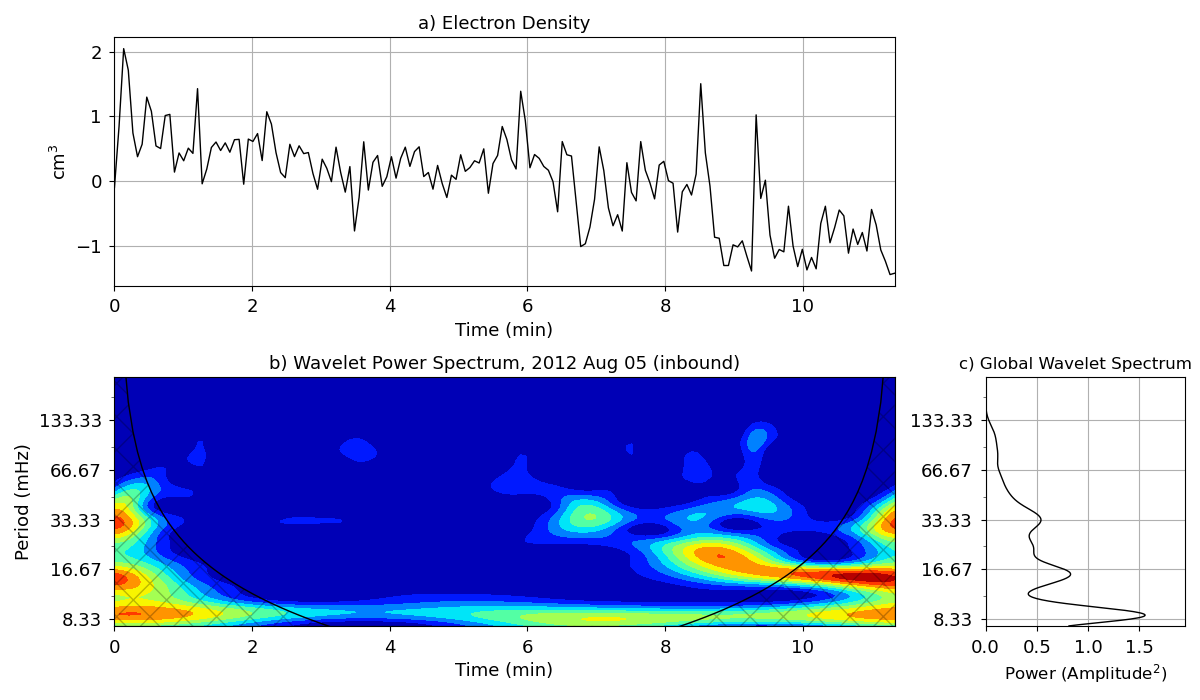 a) Electron Density
2
1
0
−1
cm³
0 2 4 6 8 10
Time (min)
b) Wavelet Power Spectrum, 2012 Aug 05 (inbound)
133.33
66.67
33.33
16.67
8.33
Period (mHz)
0 2 4 6 8 10
Time (min)
c) Global Wavelet Spectrum
133.33
66.67
33.33
16.67
8.33
0.0 0.5 1.0 1.5
Power (Amplitude²)